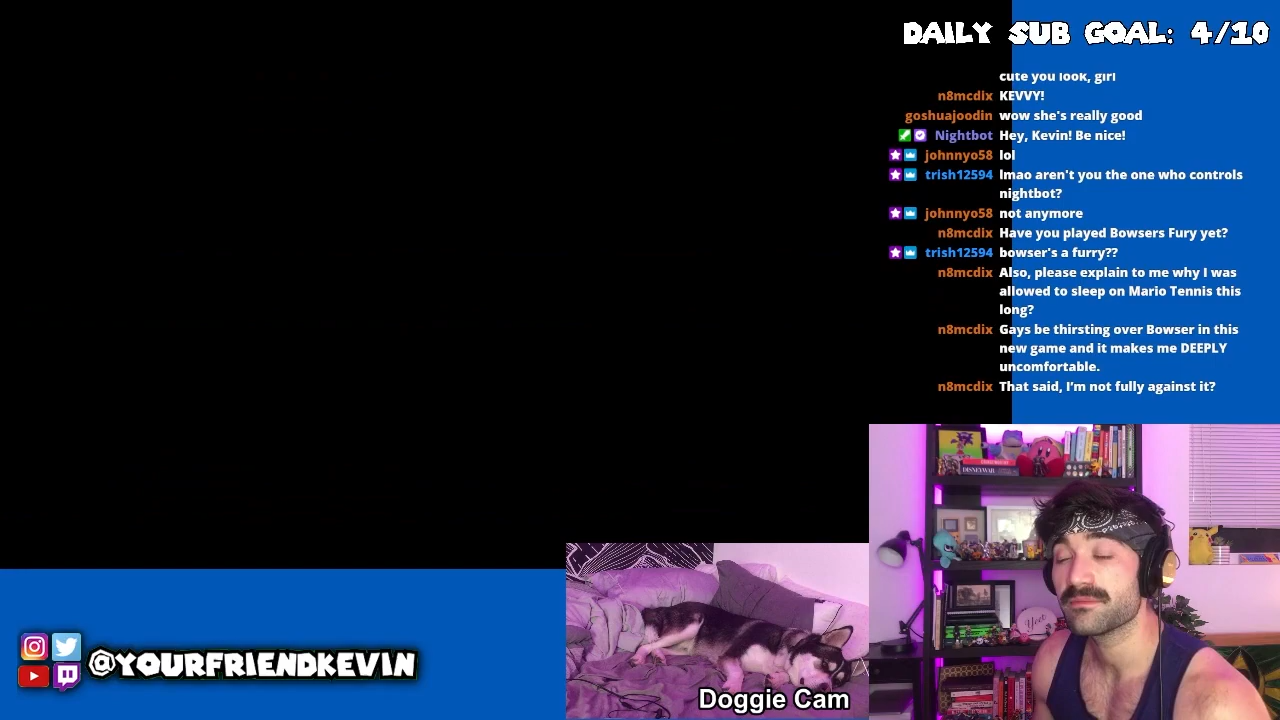 DAILY SUB GOAL: 4/10
cute you look, girl
n8mcdix KEVVY!
goshuajoodin wow she's really good
Nightbot Hey, Kevin! Be nice!
johnnyo58 lol
trish12594 lmao aren't you the one who controls
nightbot?
johnnyo58 not anymore
n8mcdix Have you played Bowsers Fury yet?
trish12594 bowser's a furry??
n8mcdix Also, please explain to me why I was
allowed to sleep on Mario Tennis this
long?
n8mcdix Gays be thirsting over Bowser in this
new game and it makes me DEEPLY
uncomfortable.
n8mcdix That said, I'm not fully against it?
DISNEYWAR
Yeet
@YOURFRIENDKEVIN
Doggie Cam